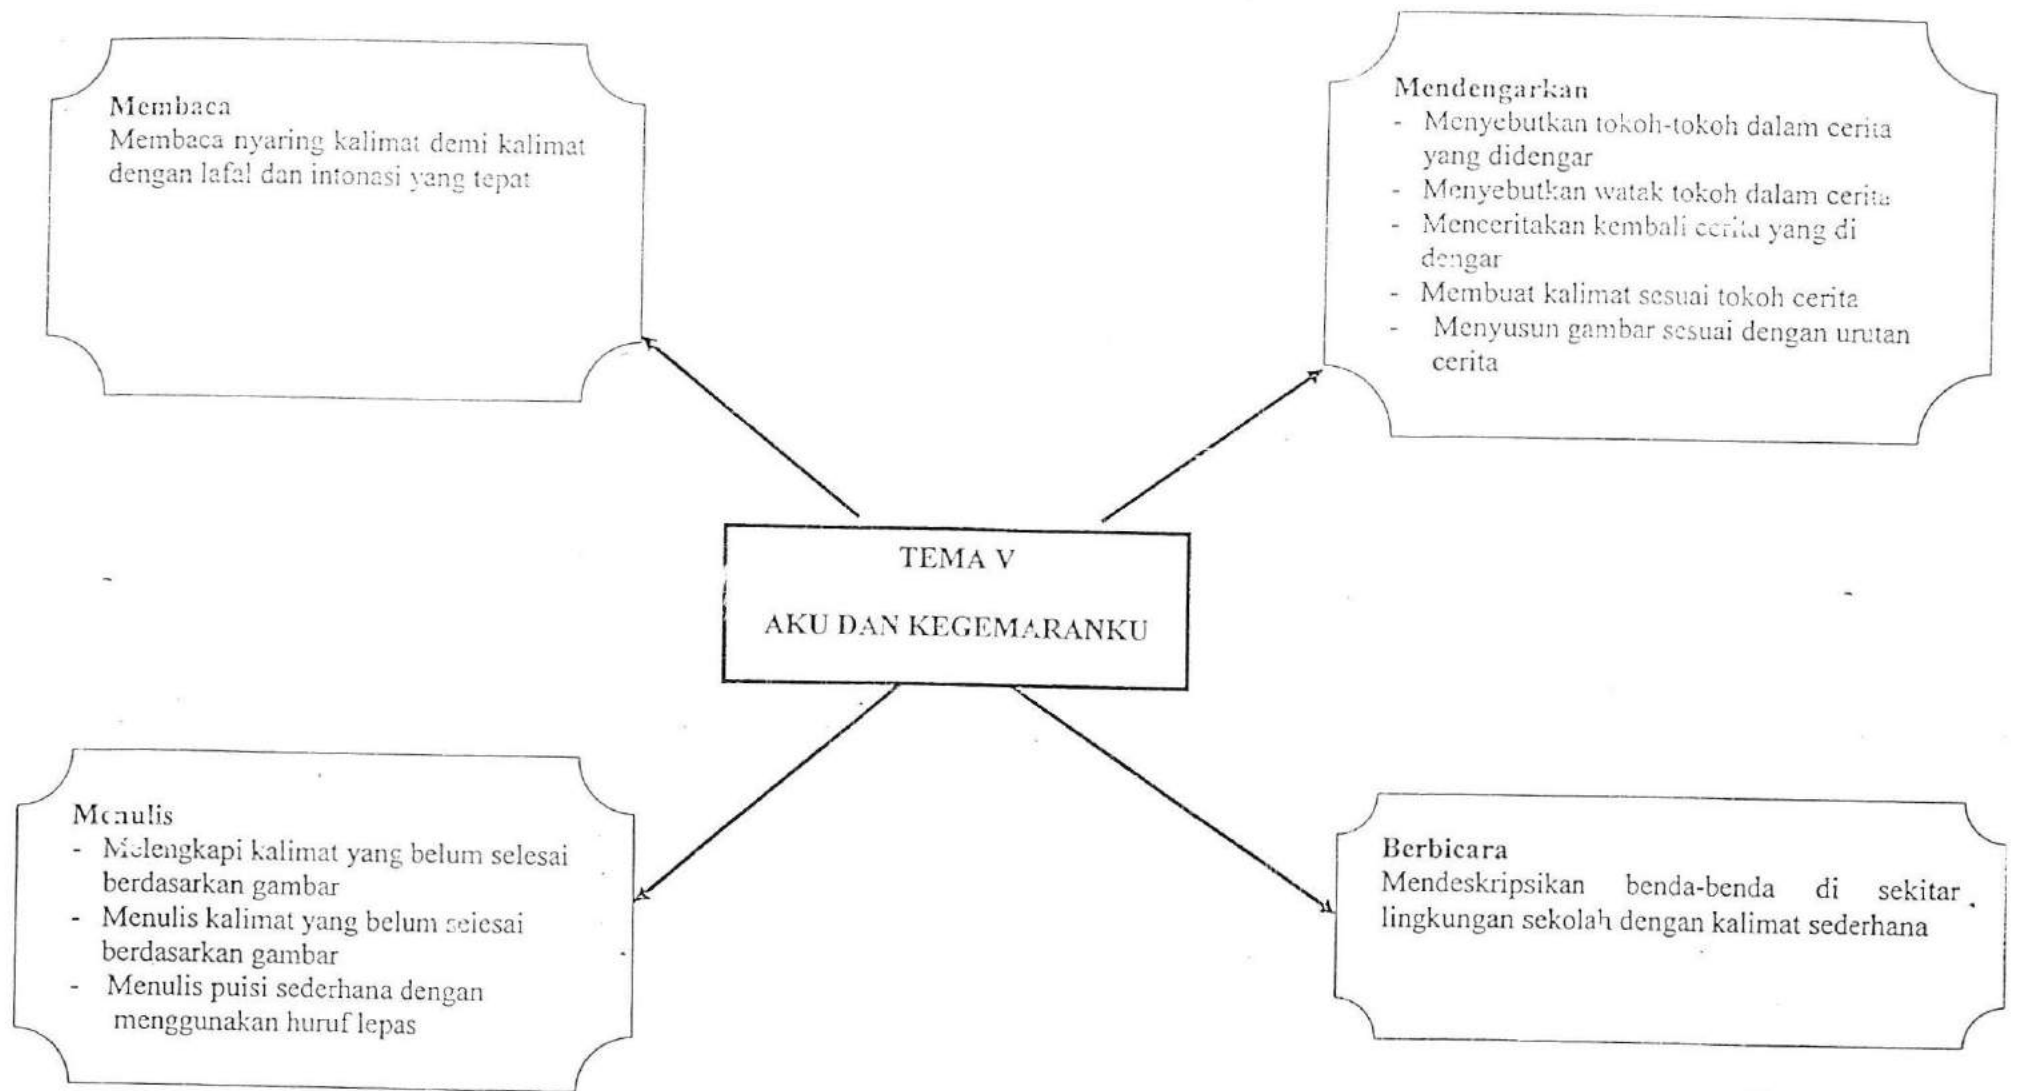 Membaca
Membaca nyaring kalimat demi kalimat
dengan lafal dan intonasi yang tepat
Mendengarkan
- Menyebutkan tokoh-tokoh dalam cerita
yang didengar
- Menyebutkan watak tokoh dalam cerita
- Menceritakan kembali cerita yang di
dengar
- Membuat kalimat sesuai tokoh cerita
- Menyusun gambar sesuai dengan urutan
cerita
TEMA V
AKU DAN KEGEMARANKU
Menulis
- Melengkapi kalimat yang belum selesai
berdasarkan gambar
- Menulis kalimat yang belum selesai
berdasarkan gambar
- Menulis puisi sederhana dengan
menggunakan huruf lepas
Berbicara
Mendeskripsikan benda-benda di sekitar
lingkungan sekolah dengan kalimat sederhana